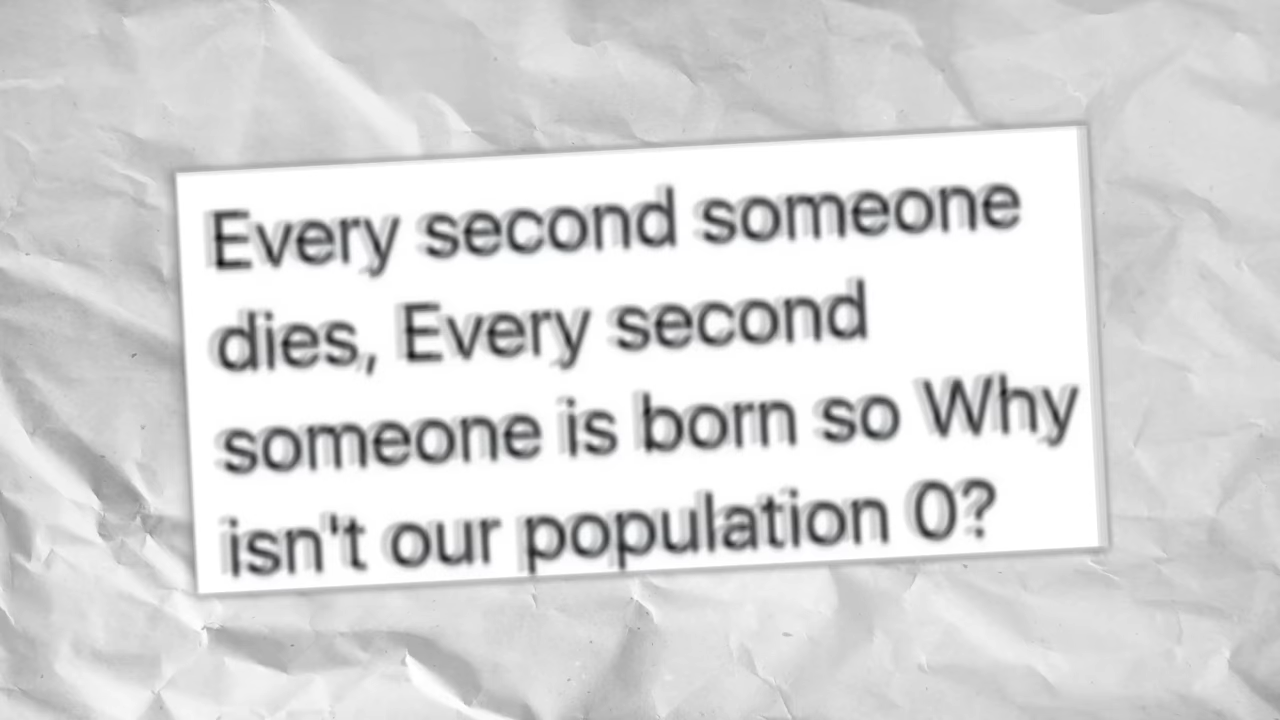 Every second someone
dies, Every second
someone is born so Why
isn't our population 0?